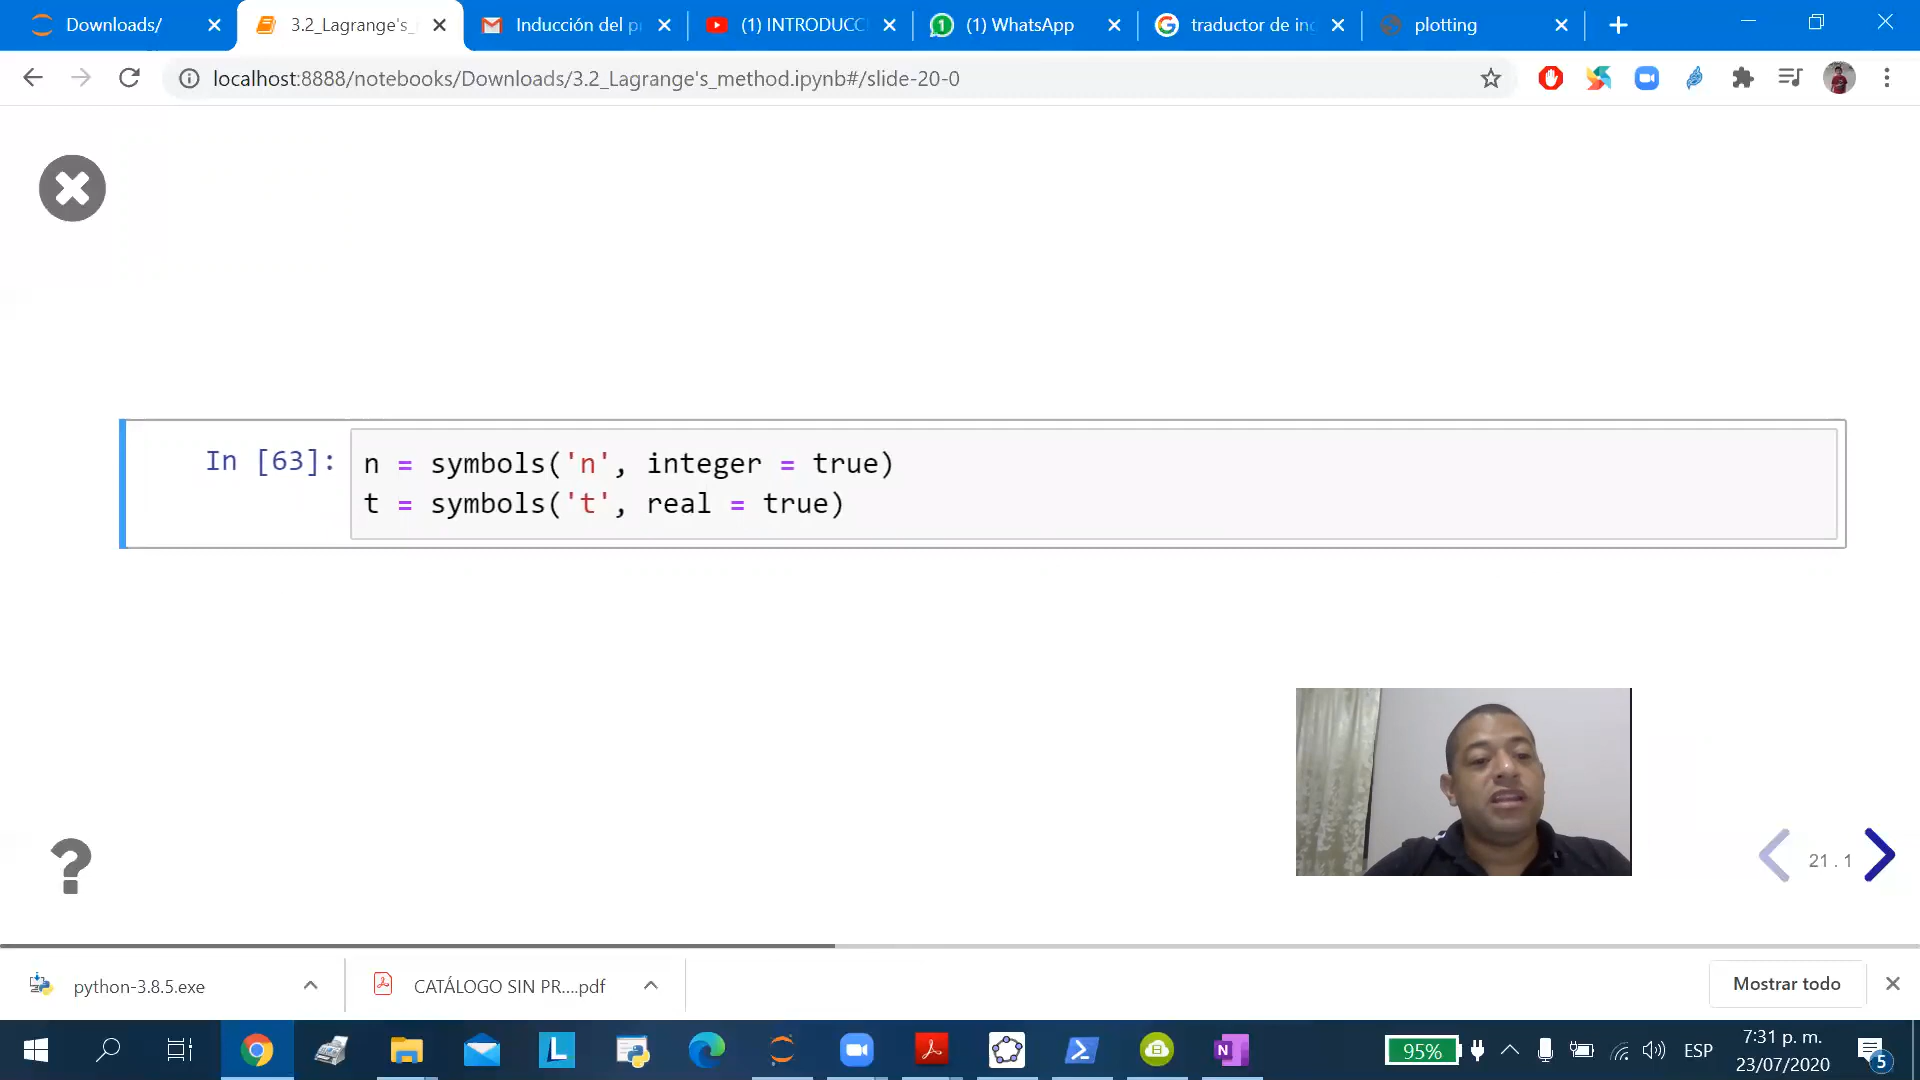 Downloads/
3.2_Lagrange's_
Inducción del p
(1) INTRODUCC
(1) WhatsApp
traductor de in
plotting
localhost:8888/notebooks/Downloads/3.2_Lagrange's_method.ipynb#/slide-20-0
In [63]:
n = symbols('n', integer = true)
t = symbols('t', real = true)
21 . 1
python-3.8.5.exe
CATÁLOGO SIN PR....pdf
Mostrar todo
95%
ESP
7:31 p. m.
23/07/2020
5